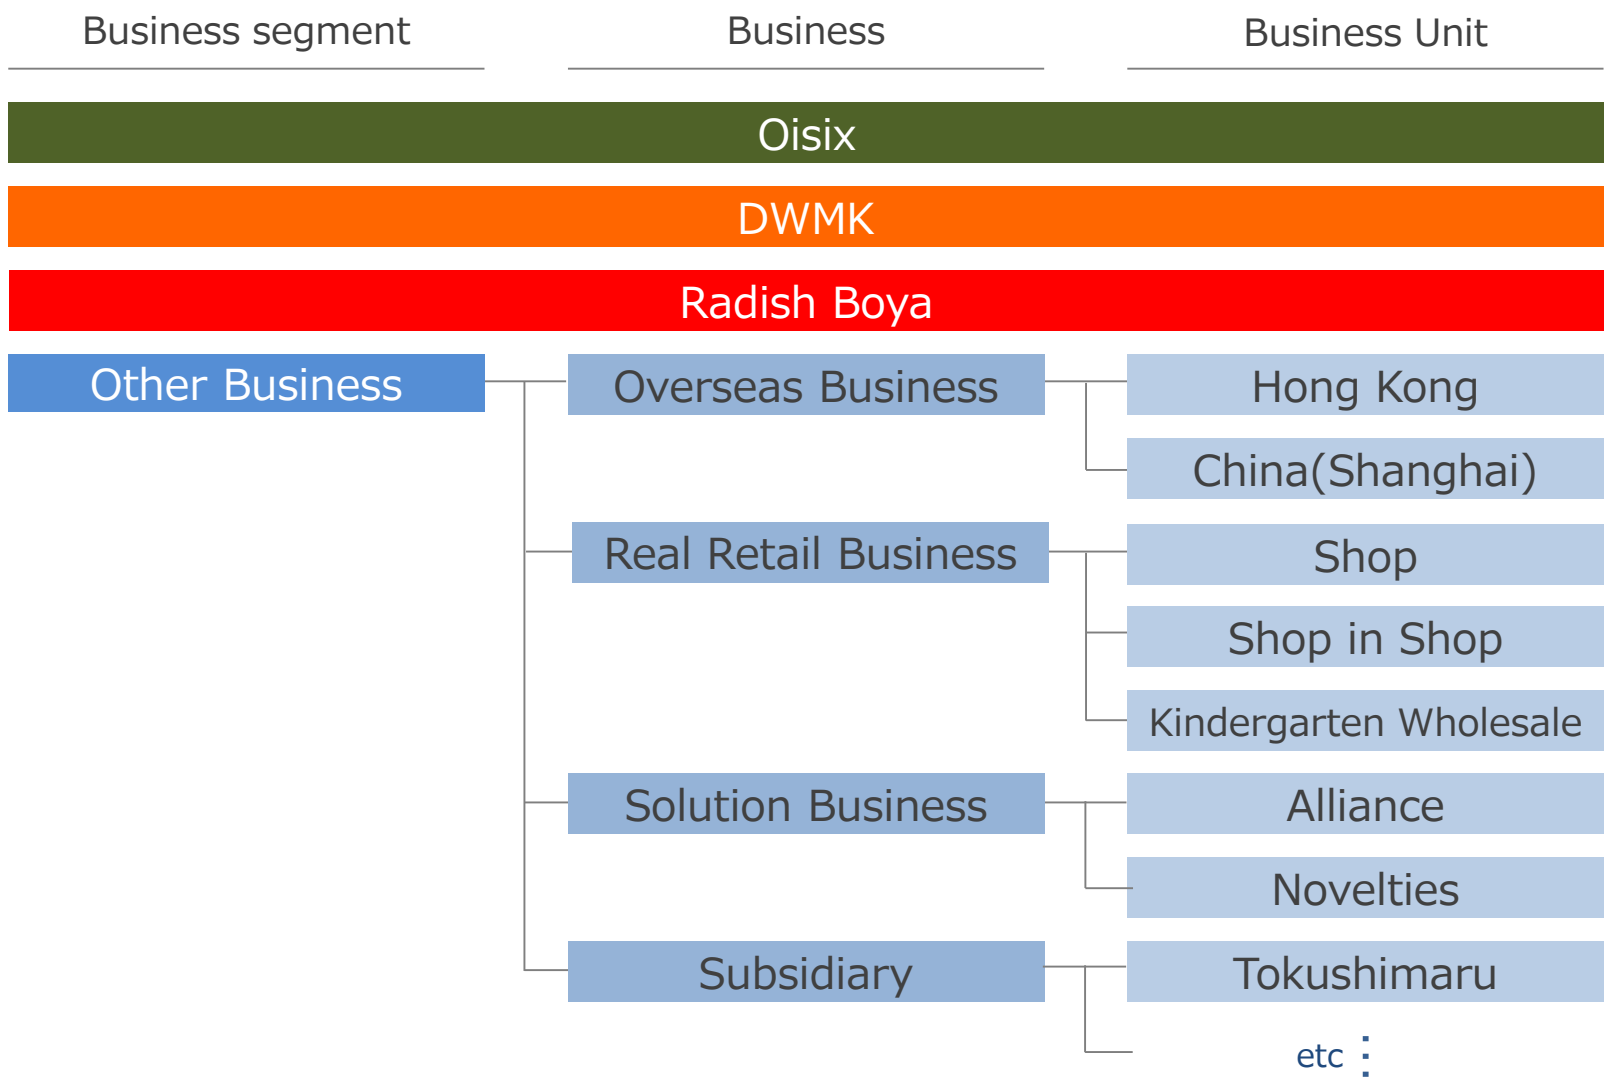 Business segment
Business
Business Unit
Oisix
DWMK
Radish Boya
Other Business
Overseas Business
Hong Kong
China(Shanghai)
Real Retail Business
Shop
Shop in Shop
Kindergarten Wholesale
Solution Business
Alliance
Novelties
Subsidiary
Tokushimaru
etc ⋮